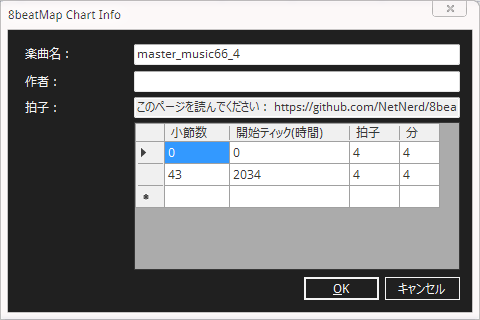 8beatMap Chart Info
楽曲名：
master_music66_4
作者：
拍子：
このページを読んでください： https://github.com/NetNerd/8bea
小節数 開始ティック(時間) 拍子 分
0 0 4 4
43 2034 4 4
OK キャンセル